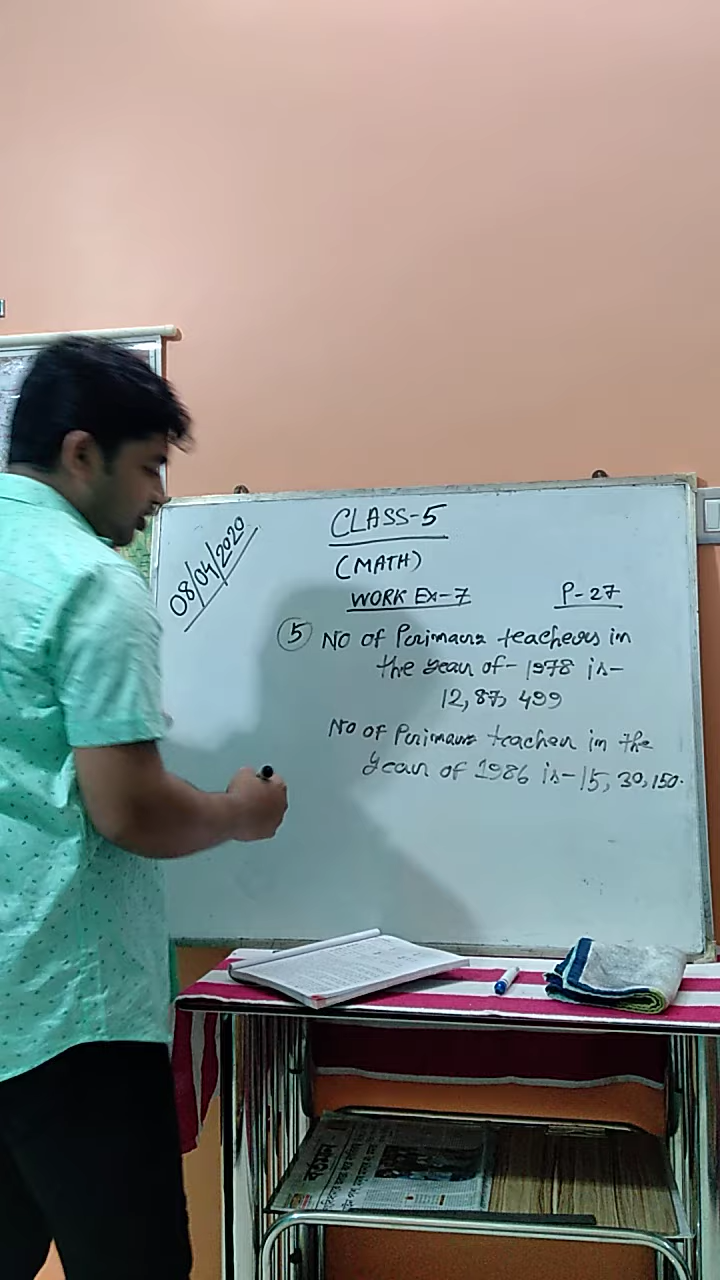 08/04/2020
CLASS-5
(MATH)
WORK Ex-7
P-27
5 NO of Perimary teachers in
the year of- 1978 is-
12,87,499
NO of Perimary teacher in the
year of 1986 is-15,30,150.